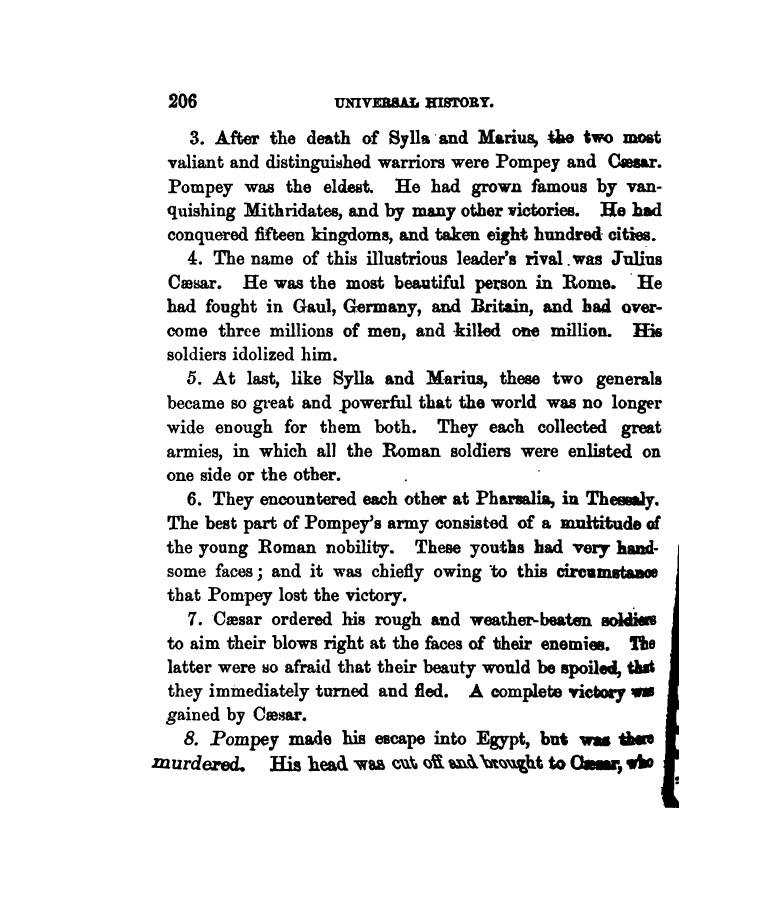 206 UNIVERSAL HISTORY.
3. After the death of Sylla and Marius, the two most
valiant and distinguished warriors were Pompey and Cæsar.
Pompey was the eldest. He had grown famous by van-
quishing Mithridates, and by many other victories. He had
conquered fifteen kingdoms, and taken eight hundred cities.
4. The name of this illustrious leader's rival was Julius
Cæsar. He was the most beautiful person in Rome. He
had fought in Gaul, Germany, and Britain, and had over-
come three millions of men, and killed one million. His
soldiers idolized him.
5. At last, like Sylla and Marius, these two generals
became so great and powerful that the world was no longer
wide enough for them both. They each collected great
armies, in which all the Roman soldiers were enlisted on
one side or the other.
6. They encountered each other at Pharsalia, in Thessaly.
The best part of Pompey's army consisted of a multitude of
the young Roman nobility. These youths had very hand-
some faces; and it was chiefly owing to this circumstance
that Pompey lost the victory.
7. Cæsar ordered his rough and weather-beaten soldiers
to aim their blows right at the faces of their enemies. The
latter were so afraid that their beauty would be spoiled, that
they immediately turned and fled. A complete victory was
gained by Cæsar.
8. Pompey made his escape into Egypt, but was there
murdered. His head was cut off and brought to Cæsar, who